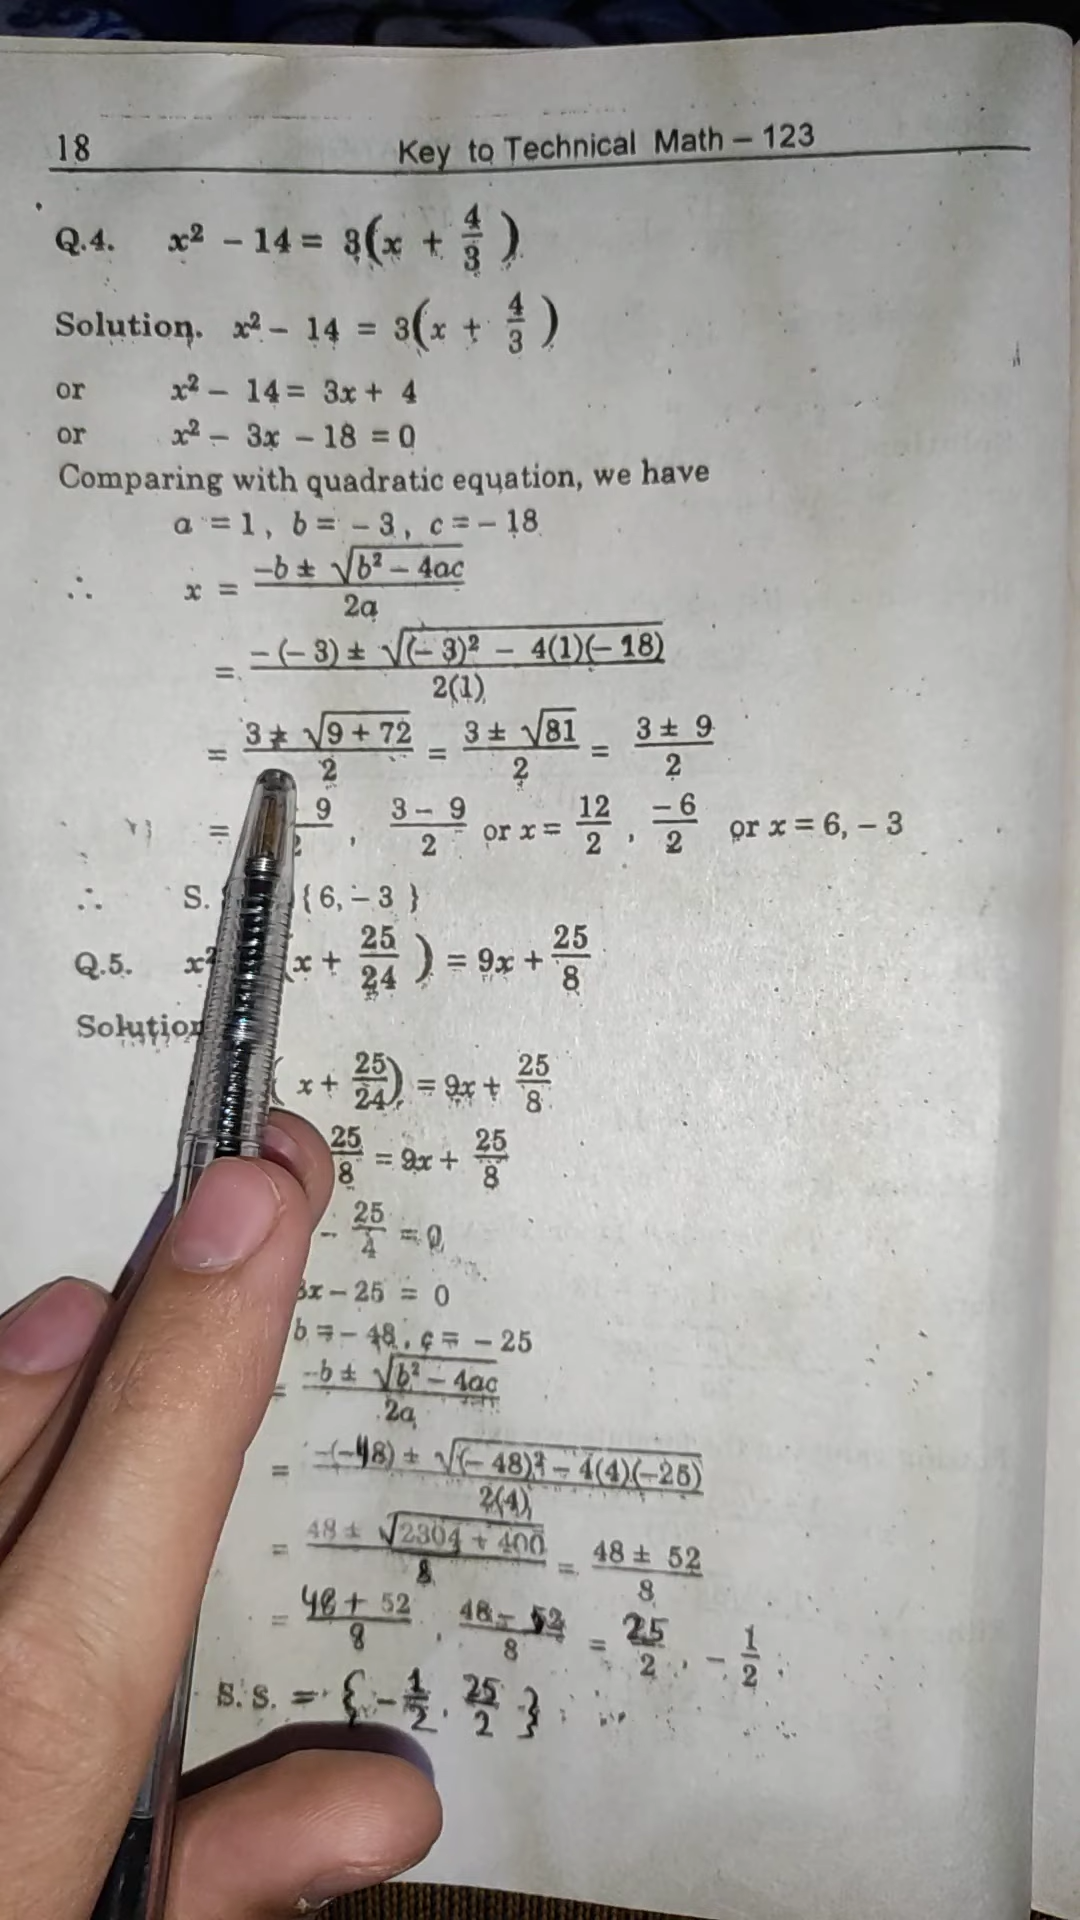 18 Key to Technical Math – 123
Q.4. x² – 14 = 3(x + 4/3)
Solution. x² – 14 = 3(x + 4/3)
or x² – 14 = 3x + 4
or x² – 3x – 18 = 0
Comparing with quadratic equation, we have
a = 1, b = – 3, c = – 18
∴ x = (–b ± √(b² – 4ac))/2a
= (– (– 3) ± √((– 3)² – 4(1)(– 18)))/2(1)
= (3 ± √(9 + 72))/2 = (3 ± √81)/2 = (3 ± 9)/2
= 9/2, (3 – 9)/2 or x = 12/2, –6/2 or x = 6, – 3
∴ S. { 6, – 3 }
Q.5. x² (x + 25/24) = 9x + 25/8
Solution
(x + 25/24) = 9x + 25/8
25/8 = 9x + 25/8
– 25/4 = 0
8x – 25 = 0
b = – 48, c = – 25
= (–b ± √(b² – 4ac))/2a
= (–(–48) ± √((– 48)² – 4(4)(–25)))/2(4)
= (48 ± √(2304 + 400))/8 = (48 ± 52)/8
= (48 + 52)/8, (48 – 52)/8 = 25/2, – 1/2.
S.S. = {– 1/2, 25/2}